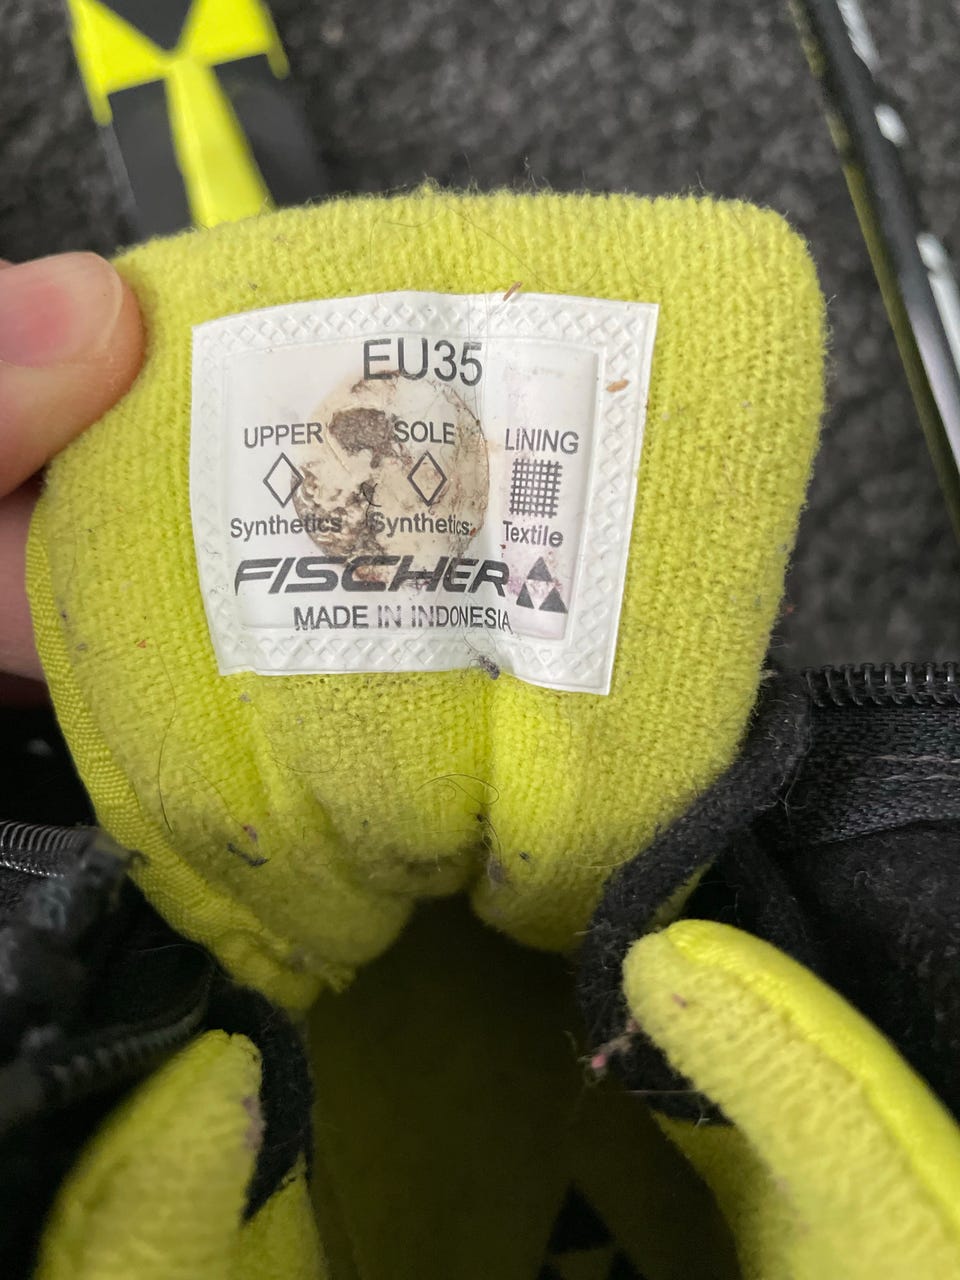 EU35
UPPER SOLE LINING
Synthetics Synthetics Textile
FISCHER
MADE IN INDONESIA